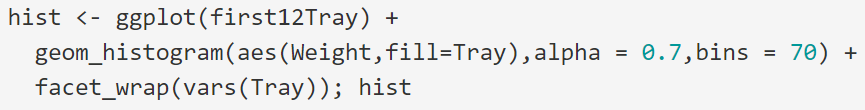 hist <- ggplot(first12Tray) +
  geom_histogram(aes(Weight,fill=Tray),alpha = 0.7,bins = 70) +
  facet_wrap(vars(Tray)); hist